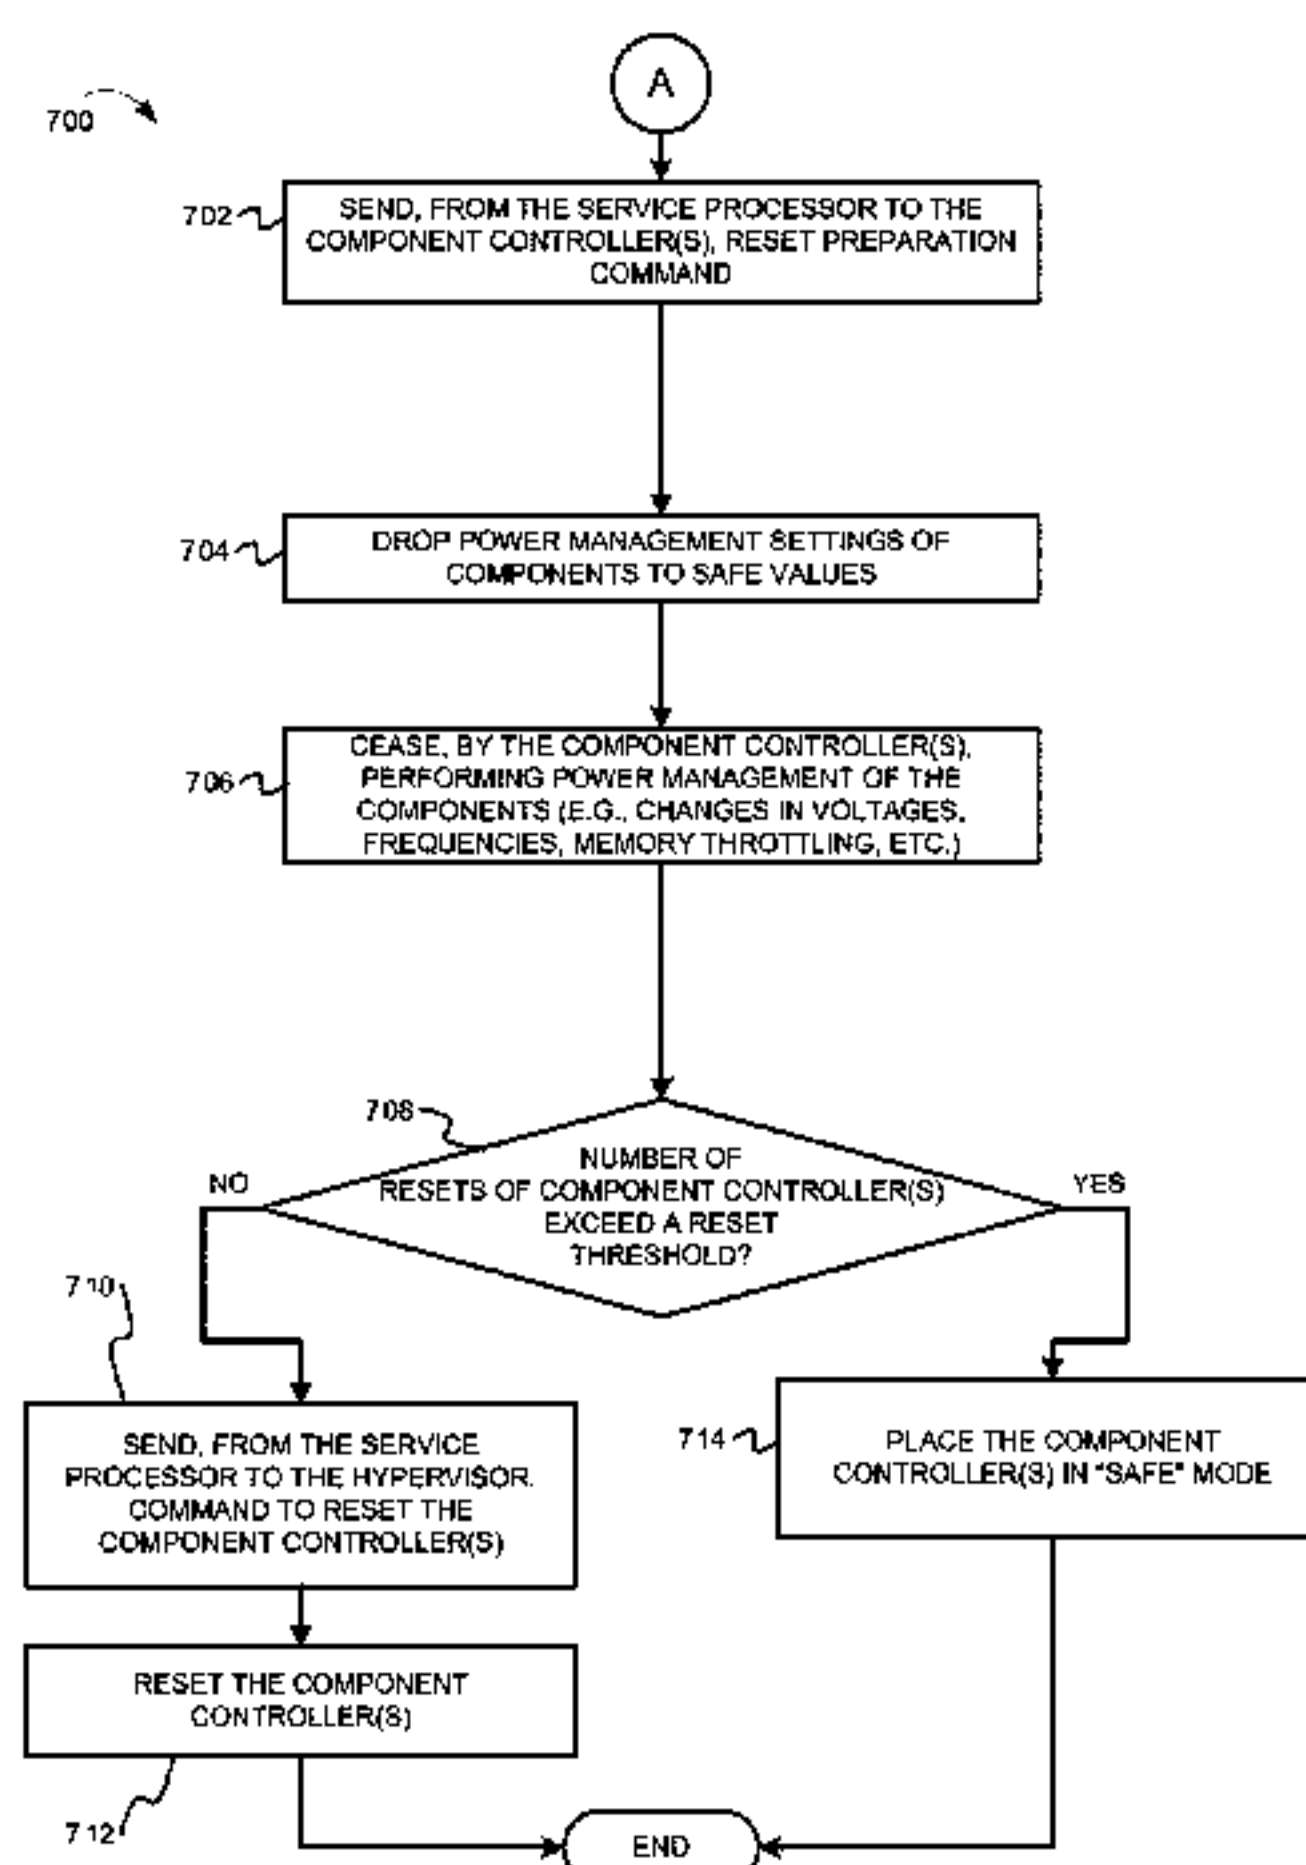 A
700
702
SEND, FROM THE SERVICE PROCESSOR TO THE
COMPONENT CONTROLLER(S), RESET PREPARATION
COMMAND
704
DROP POWER MANAGEMENT SETTINGS OF
COMPONENTS TO SAFE VALUES
706
CEASE, BY THE COMPONENT CONTROLLER(S),
PERFORMING POWER MANAGEMENT OF THE
COMPONENTS (E.G., CHANGES IN VOLTAGES,
FREQUENCIES, MEMORY THROTTLING, ETC.)
708
NUMBER OF
RESETS OF COMPONENT CONTROLLER(S)
EXCEED A RESET
THRESHOLD?
NO
YES
710
SEND, FROM THE SERVICE
PROCESSOR TO THE HYPERVISOR,
COMMAND TO RESET THE
COMPONENT CONTROLLER(S)
714
PLACE THE COMPONENT
CONTROLLER(S) IN "SAFE" MODE
RESET THE COMPONENT
CONTROLLER(S)
712
END